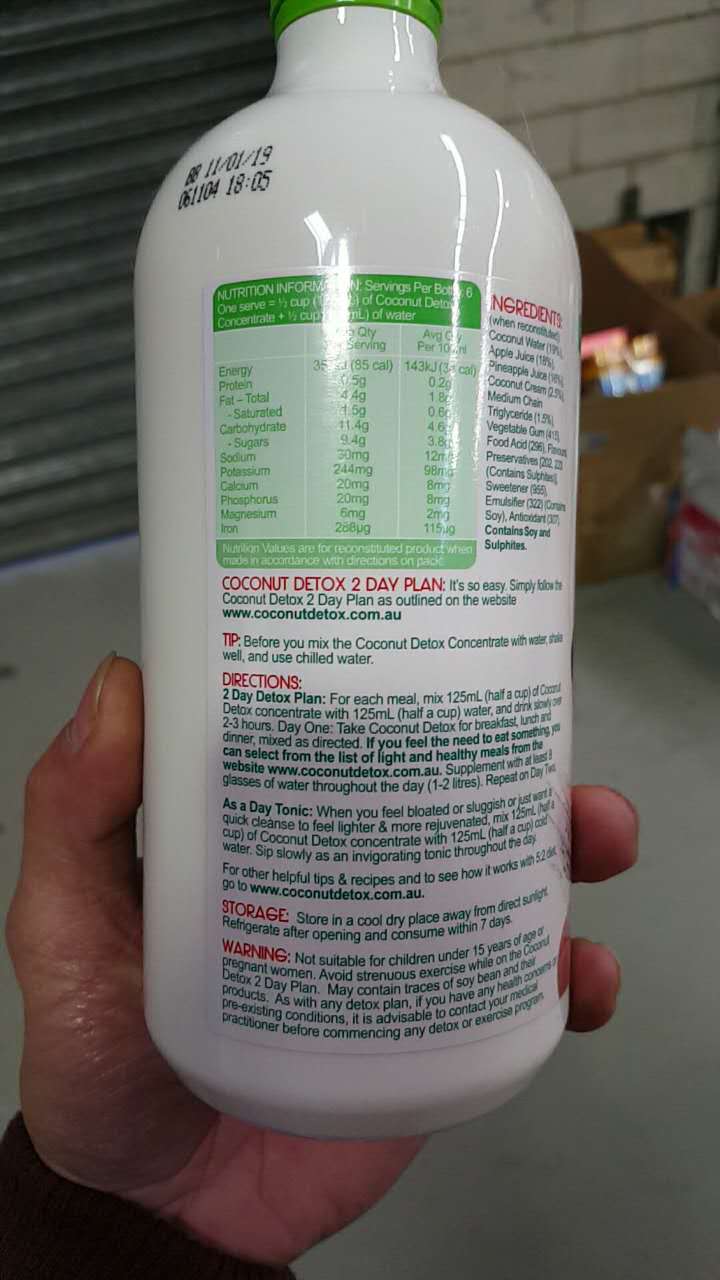 BB 11/01/19
061104 18:05
NUTRITION INFORM N: Servings Per Bott 6
One serve = ½ cup ( ) of Coconut Detox
Concentrate + ½ cup mL) of water
Qty Avg
Serving Per 100ml
Energy (85 cal) 143kJ cal)
Protein 0.5g 0.2g
Fat - Total 4.4g 1.8g
- Saturated 1.5g 0.6g
Carbohydrate 11.4g 4.6g
- Sugars 9.4g 3.8g
Sodium 30mg 12mg
Potassium 244mg 98mg
Calcium 20mg 8mg
Phosphorus 20mg 8mg
Magnesium 6mg 2mg
Iron 288µg 115µg
Nutrition Values are for reconstituted product when
made in accordance with directions on pack.
INGREDIENTS:
(when reconstituted)
Coconut Water (19%),
Apple Juice (18%),
Pineapple Juice (16%),
Coconut Cream (2.5%),
Medium Chain
Triglyceride (1.5%),
Vegetable Gum (415),
Food Acid (296), Flavour,
Preservatives (202, 223
(Contains Sulphites)),
Sweetener (955),
Emulsifier (322) (Contains
Soy), Antioxidant (307).
Contains Soy and
Sulphites.
COCONUT DETOX 2 DAY PLAN: It's so easy. Simply follow the
Coconut Detox 2 Day Plan as outlined on the website
www.coconutdetox.com.au
TIP: Before you mix the Coconut Detox Concentrate with water, shake
well, and use chilled water.
DIRECTIONS:
2 Day Detox Plan: For each meal, mix 125mL (half a cup) of Coconut
Detox concentrate with 125mL (half a cup) water, and drink slowly over
2-3 hours. Day One: Take Coconut Detox for breakfast, lunch and
dinner, mixed as directed. If you feel the need to eat something, you
can select from the list of light and healthy meals from the
website www.coconutdetox.com.au. Supplement with at least 8
glasses of water throughout the day (1-2 litres). Repeat on Day Two.
As a Day Tonic: When you feel bloated or sluggish or just want a
quick cleanse to feel lighter & more rejuvenated, mix 125mL (half a
cup) of Coconut Detox concentrate with 125mL (half a cup) cold
water. Sip slowly as an invigorating tonic throughout the day.
For other helpful tips & recipes and to see how it works with 5:2 diet,
go to www.coconutdetox.com.au.
STORAGE: Store in a cool dry place away from direct sunlight.
Refrigerate after opening and consume within 7 days.
WARNING: Not suitable for children under 15 years of age or
pregnant women. Avoid strenuous exercise while on the Coconut
Detox 2 Day Plan. May contain traces of soy bean and their
products. As with any detox plan, if you have any health concerns or
pre-existing conditions, it is advisable to contact your medical
practitioner before commencing any detox or exercise program.